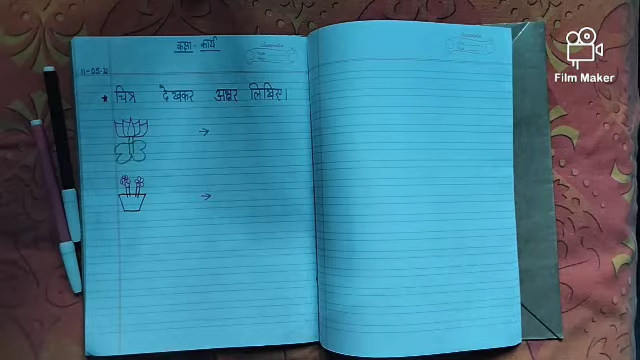 कक्षा - कार्य
11-05-2
* चित्र देखकर अक्षर लिखिए।
→
→
Film Maker